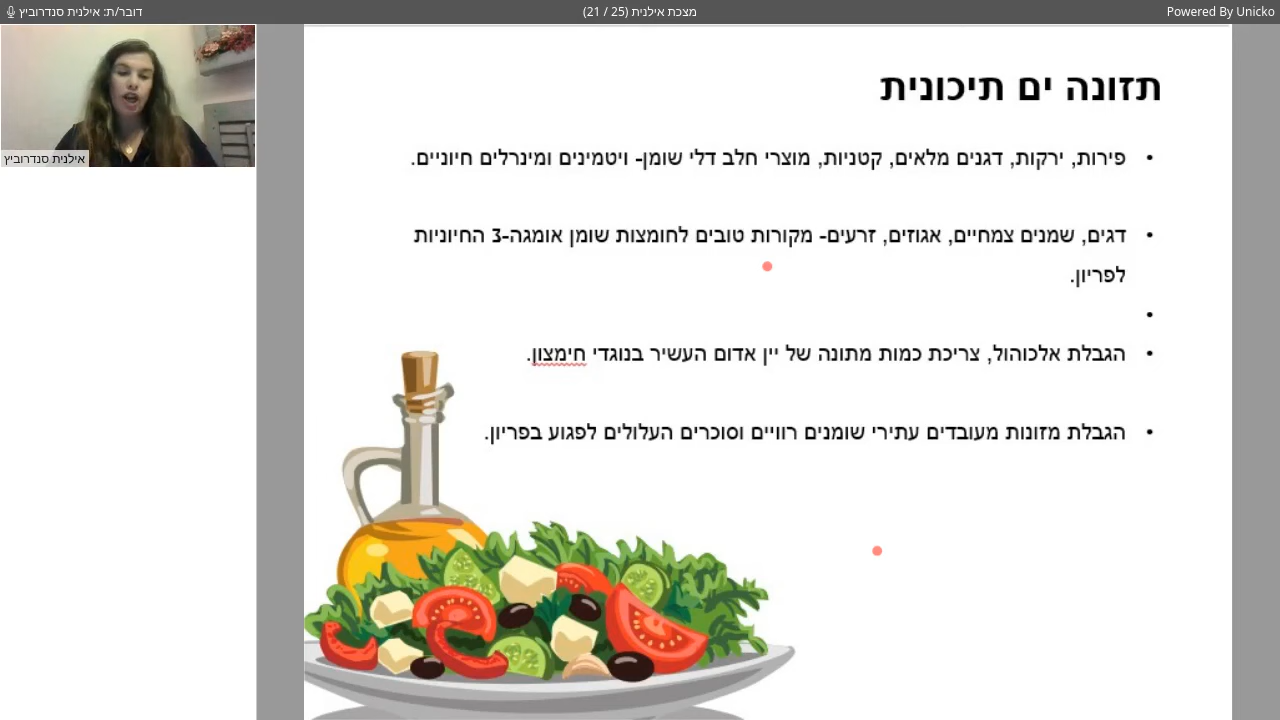 דובר/ת: אילנית סנדרוביץ
מצכת אילנית (25 / 21)
Powered By Unicko
אילנית סנדרוביץ
תזונה ים תיכונית
• פירות, ירקות, דגנים מלאים, קטניות, מוצרי חלב דלי שומן- ויטמינים ומינרלים חיוניים.
• דגים, שמנים צמחיים, אגוזים, זרעים- מקורות טובים לחומצות שומן אומגה-3 החיוניות
לפריון.
•
• הגבלת אלכוהול, צריכת כמות מתונה של יין אדום העשיר בנוגדי חימצון.
• הגבלת מזונות מעובדים עתירי שומנים רוויים וסוכרים העלולים לפגוע בפריון.